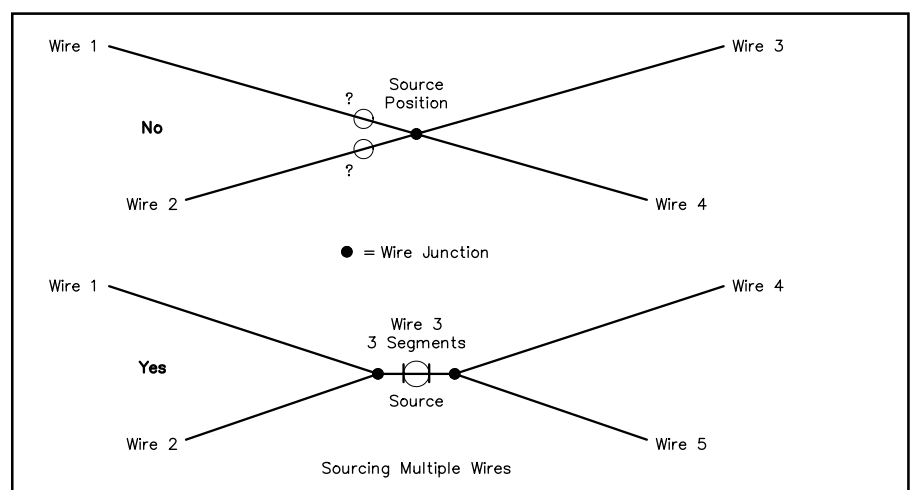 Wire 1
Wire 3
Source
Position
?
No
?
Wire 2
Wire 4
● = Wire Junction
Wire 1
Wire 4
Wire 3
3 Segments
Yes
Source
Wire 2
Wire 5
Sourcing Multiple Wires